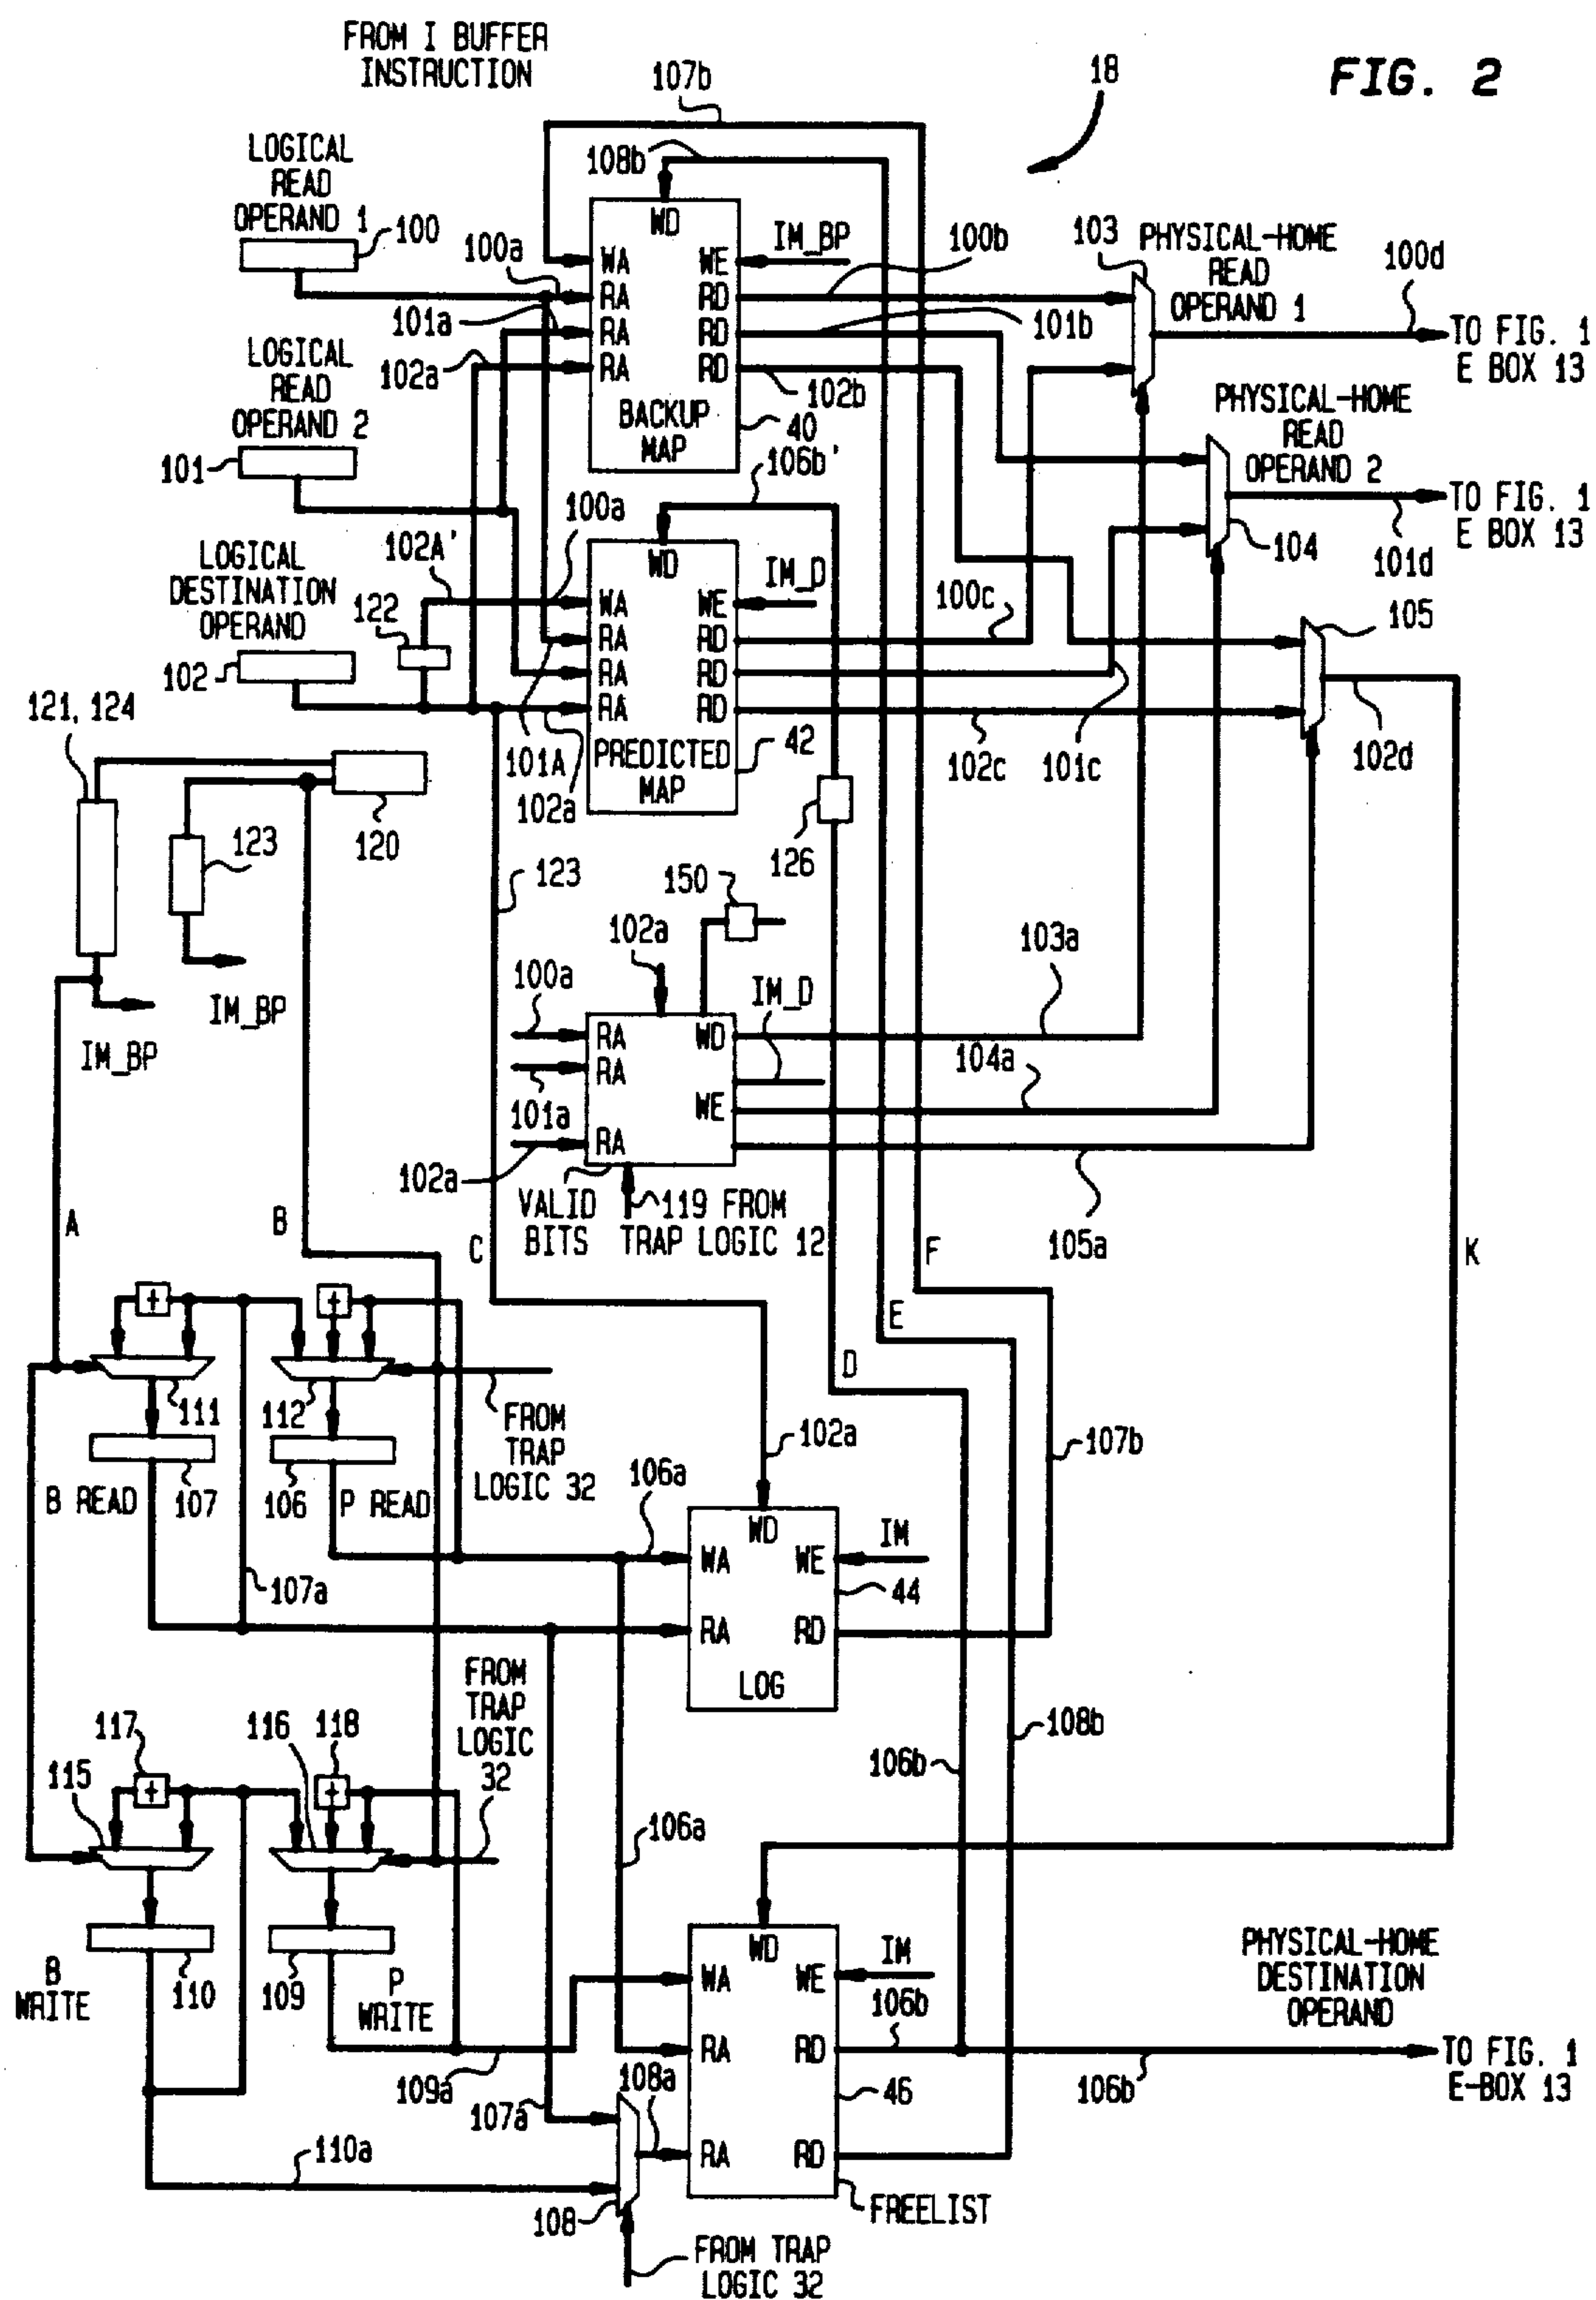 FROM I BUFFER
INSTRUCTION
FIG. 2
18
107b
108b
LOGICAL
READ
OPERAND 1
100
100a
101a
WD
WA
WE
IM_BP
RA
RD
RA
RD
RA
RD
BACKUP
MAP
40
100b
101b
102b
103
PHYSICAL-HOME
READ
OPERAND 1
100d
TO FIG. 1
E BOX 13
LOGICAL
READ
OPERAND 2
101
102a
PHYSICAL-HOME
READ
OPERAND 2
TO FIG. 1
E BOX 13
104
101d
106b'
100a
102A'
LOGICAL
DESTINATION
OPERAND
102
122
WD
IM_D
WA
WE
RA
RD
RA
RD
RA
RD
PREDICTED
MAP
42
101A
102a
100c
105
102c
101c
102d
121, 124
120
123
IM_BP
IM_BP
123
126
150
102a
100a
IM_D
RA
WD
RA
WE
RA
101a
102a
VALID
BITS
119 FROM
TRAP LOGIC 12
103a
104a
105a
A
B
C
F
E
D
K
+
+
111
112
FROM
TRAP
LOGIC 32
B READ
107
106
P READ
107a
102a
106a
107b
WD
WA
WE
IM
RA
RD
LOG
44
FROM
TRAP
LOGIC
32
117
116
118
115
+
+
106a
106b
108b
B
WRITE
110
109
P
WRITE
109a
107a
108a
110a
WD
WA
WE
IM
106b
RA
RD
46
RA
RD
FREELIST
108
FROM TRAP
LOGIC 32
PHYSICAL-HOME
DESTINATION
OPERAND
106b
TO FIG. 1
E-BOX 13